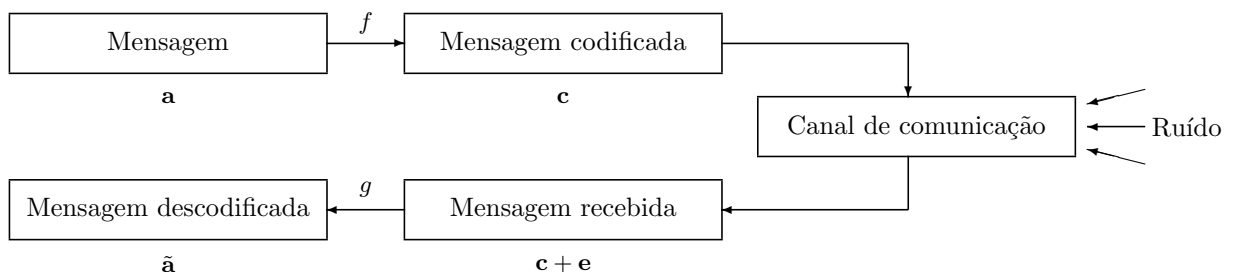 f
Mensagem
Mensagem codificada
a
c
Canal de comunicação
Ruído
g
Mensagem descodificada
Mensagem recebida
ã
c + e